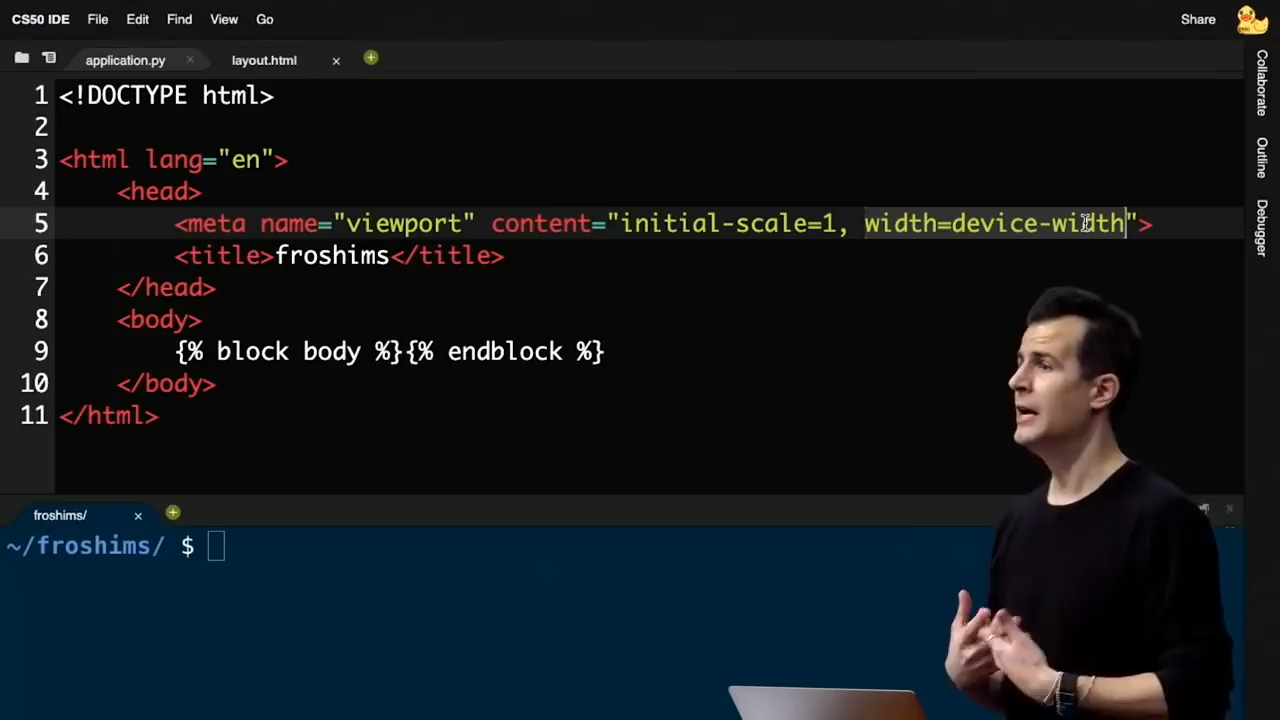 CS50 IDE File Edit Find View Go Share
application.py layout.html
1 <!DOCTYPE html>
2
3 <html lang="en">
4 <head>
5 <meta name="viewport" content="initial-scale=1, width=device-width">
6 <title>froshims</title>
7 </head>
8 <body>
9 {% block body %}{% endblock %}
10 </body>
11 </html>
froshims/
~/froshims/ $
Collaborate
Outline
Debugger